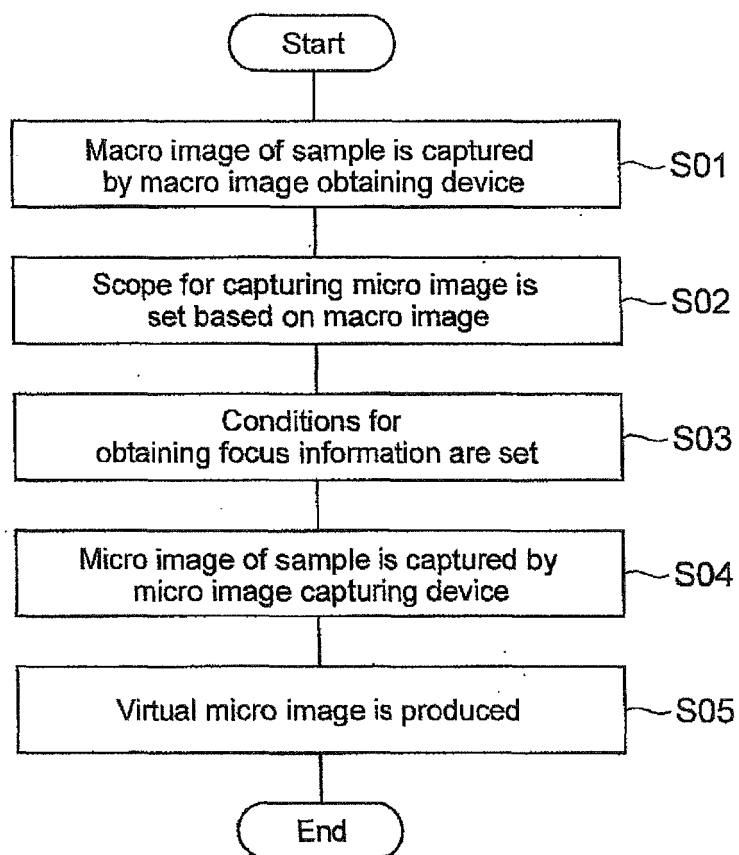 Start
Macro image of sample is captured
by macro image obtaining device
S01
Scope for capturing micro image is
set based on macro image
S02
Conditions for
obtaining focus information are set
S03
Micro image of sample is captured by
micro image capturing device
S04
Virtual micro image is produced
S05
End